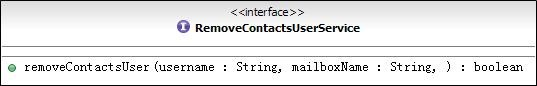 <<interface>>
RemoveContactsUserService
removeContactsUser(username : String, mailboxName : String, ) : boolean